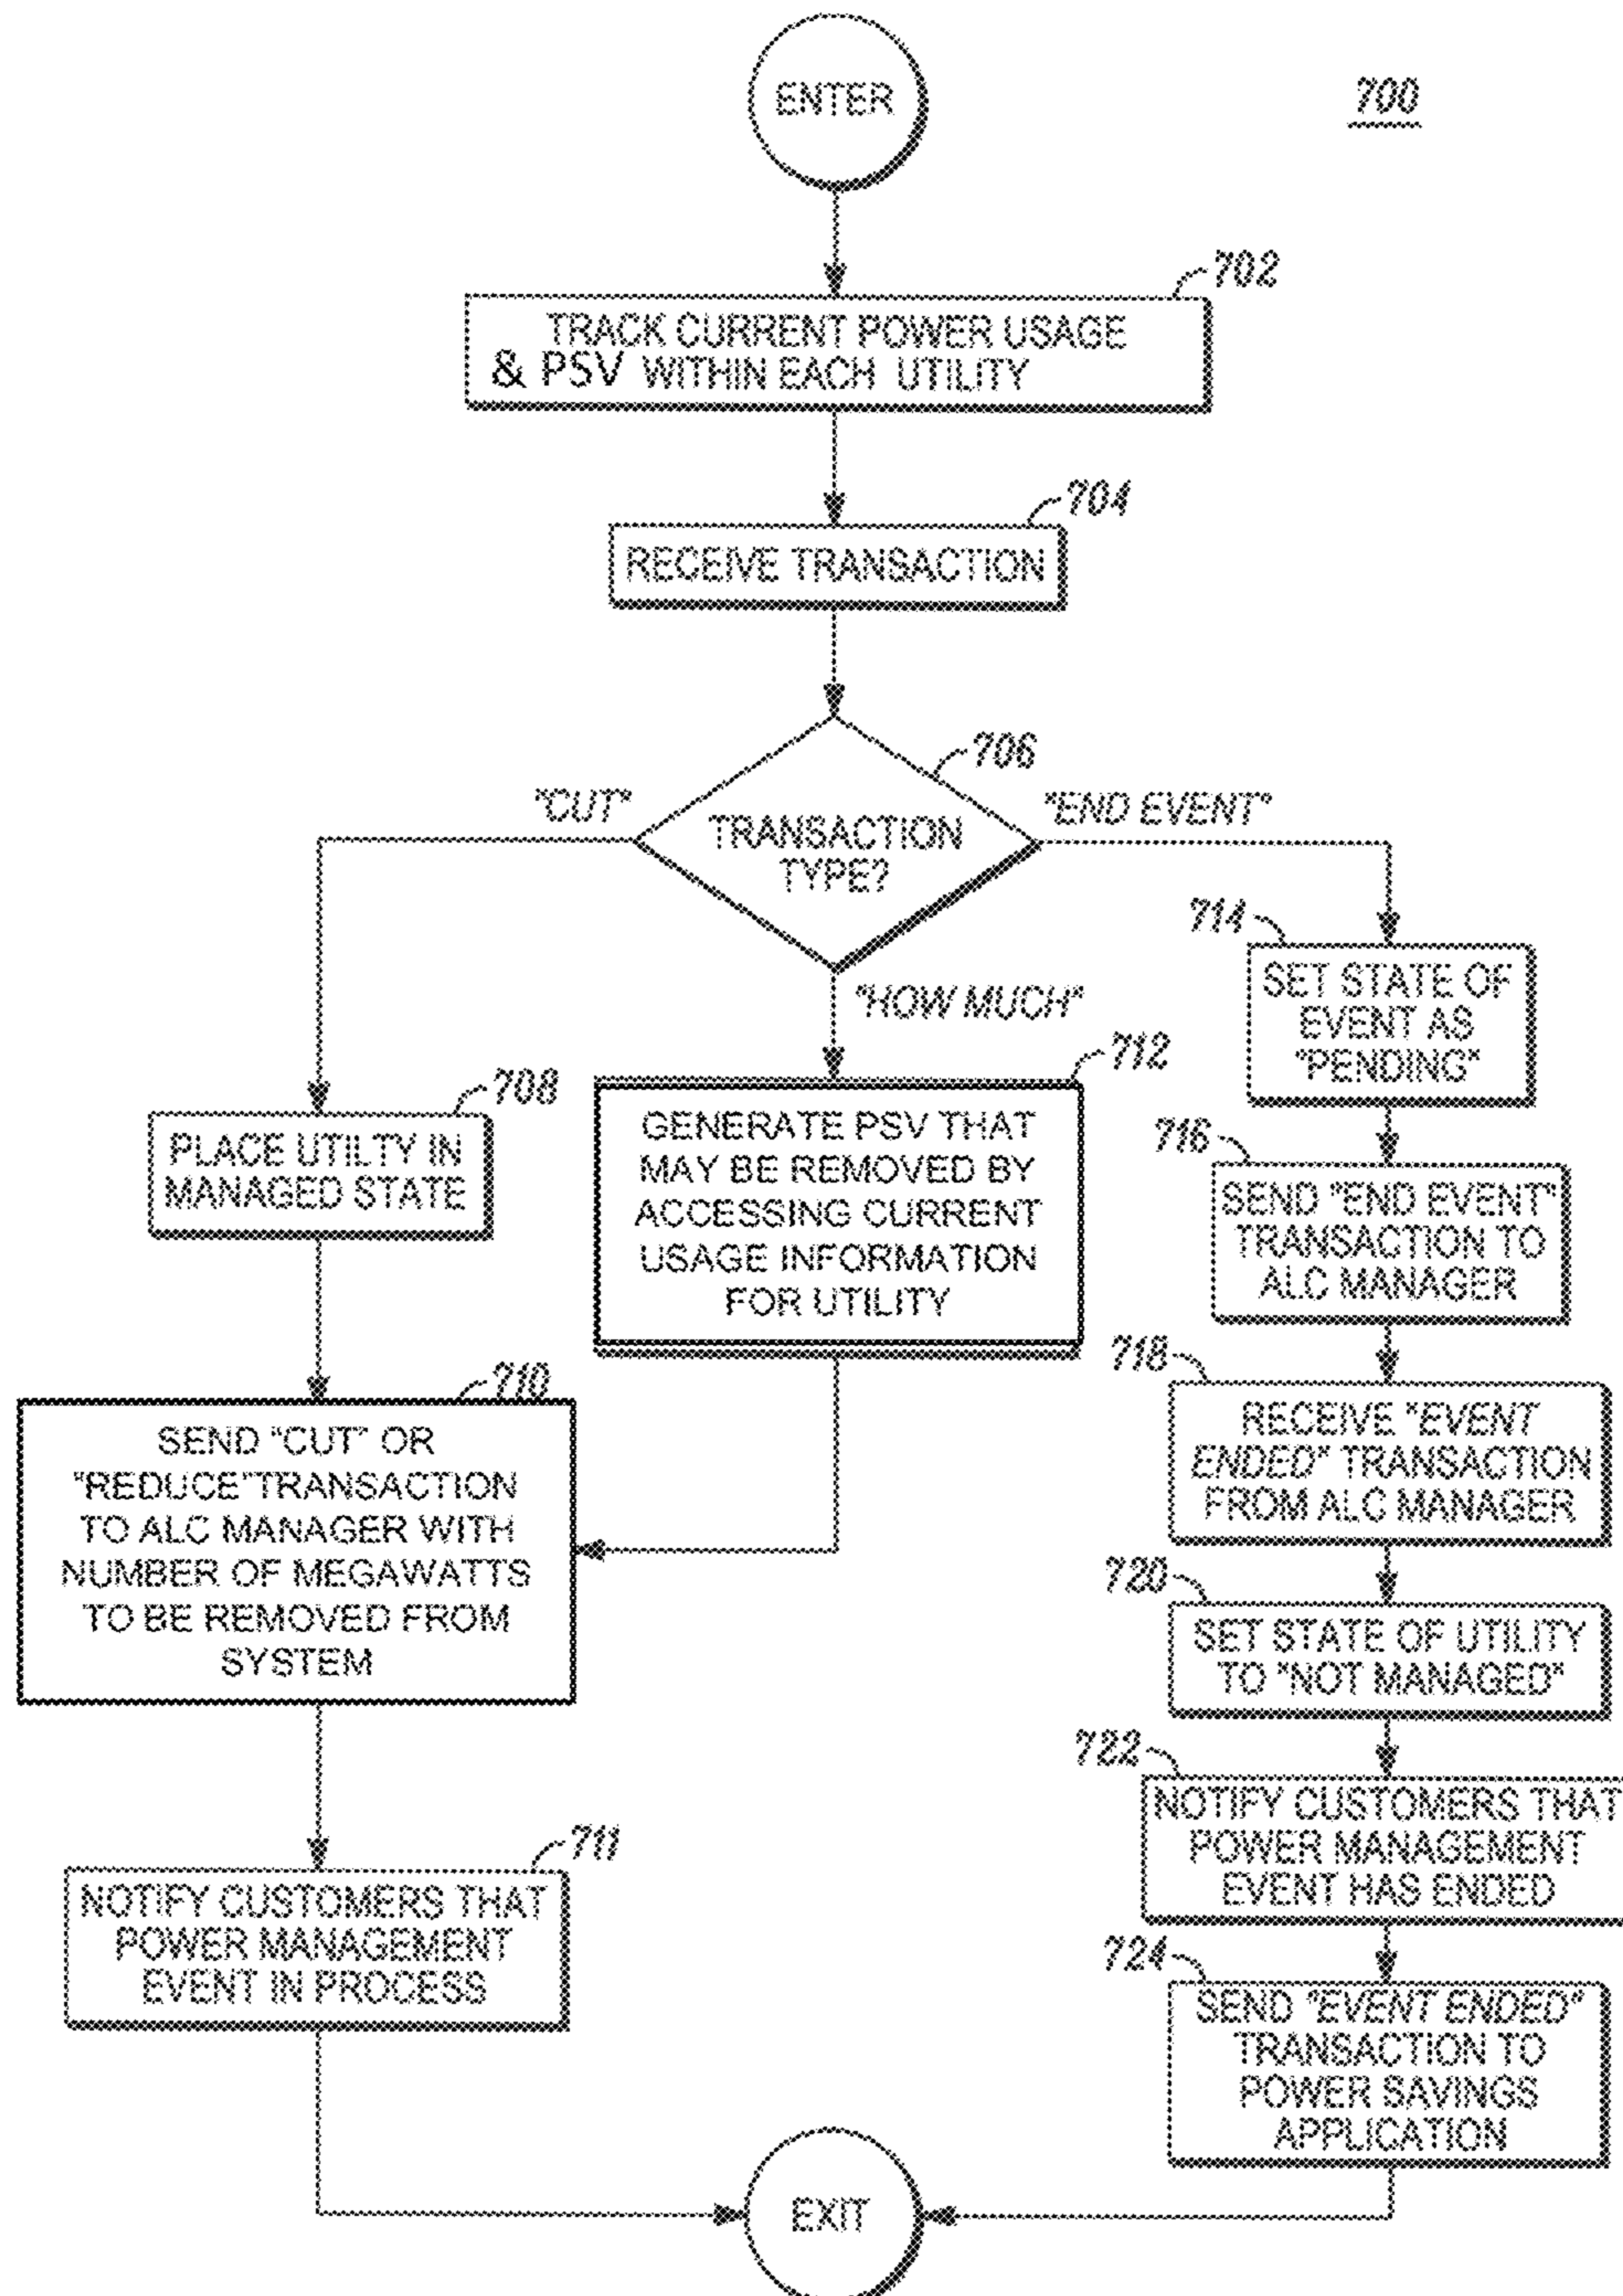 ENTER
700
702
TRACK CURRENT POWER USAGE
& PSV WITHIN EACH UTILITY
704
RECEIVE TRANSACTION
706
TRANSACTION
TYPE?
"CUT"
"HOW MUCH"
"END EVENT"
708
PLACE UTILTY IN
MANAGED STATE
712
GENERATE PSV THAT
MAY BE REMOVED BY
ACCESSING CURRENT
USAGE INFORMATION
FOR UTILITY
710
SEND "CUT" OR
"REDUCE"TRANSACTION
TO ALC MANAGER WITH
NUMBER OF MEGAWATTS
TO BE REMOVED FROM
SYSTEM
711
NOTIFY CUSTOMERS THAT
POWER MANAGEMENT
EVENT IN PROCESS
714
SET STATE OF
EVENT AS
"PENDING"
716
SEND "END EVENT"
TRANSACTION TO
ALC MANAGER
718
RECEIVE "EVENT
ENDED" TRANSACTION
FROM ALC MANAGER
720
SET STATE OF UTILITY
TO "NOT MANAGED"
722
NOTIFY CUSTOMERS THAT
POWER MANAGEMENT
EVENT HAS ENDED
724
SEND "EVENT ENDED"
TRANSACTION TO
POWER SAVINGS
APPLICATION
EXIT